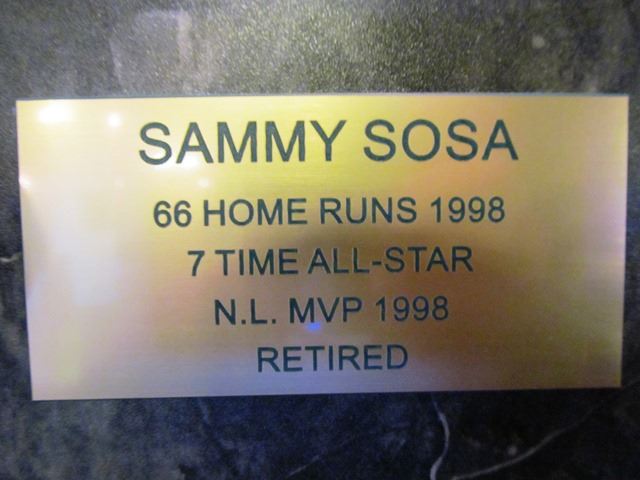 SAMMY SOSA
66 HOME RUNS 1998
7 TIME ALL-STAR
N.L. MVP 1998
RETIRED